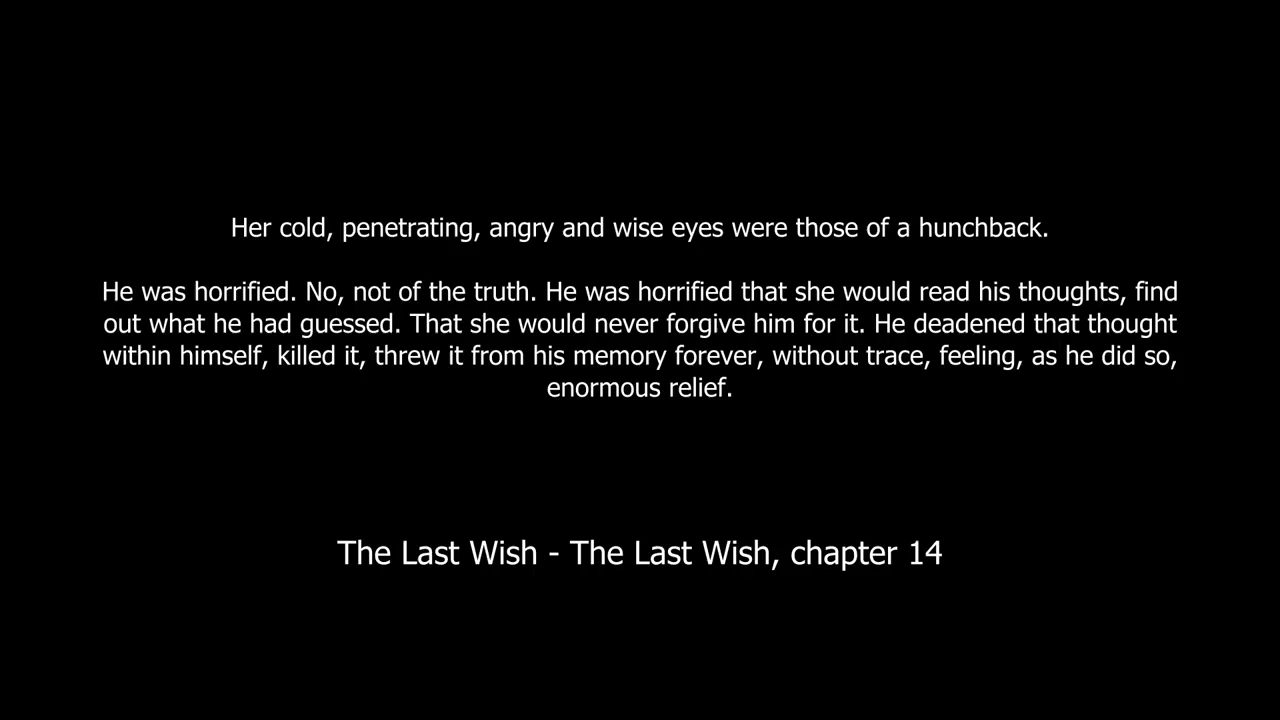 Her cold, penetrating, angry and wise eyes were those of a hunchback.
He was horrified. No, not of the truth. He was horrified that she would read his thoughts, find
out what he had guessed. That she would never forgive him for it. He deadened that thought
within himself, killed it, threw it from his memory forever, without trace, feeling, as he did so,
enormous relief.
The Last Wish - The Last Wish, chapter 14